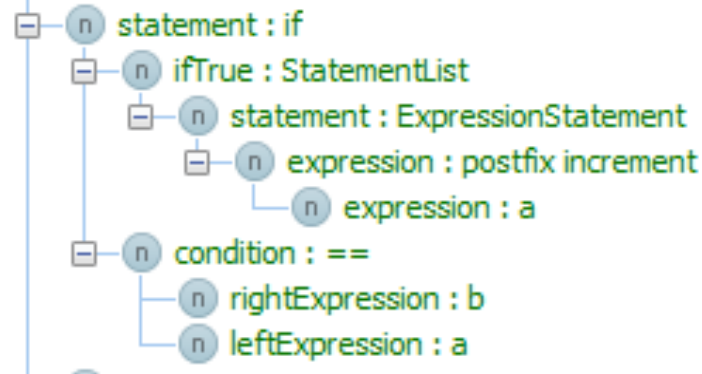 n statement : if
n ifTrue : StatementList
n statement : ExpressionStatement
n expression : postfix increment
n expression : a
n condition : ==
n rightExpression : b
n leftExpression : a